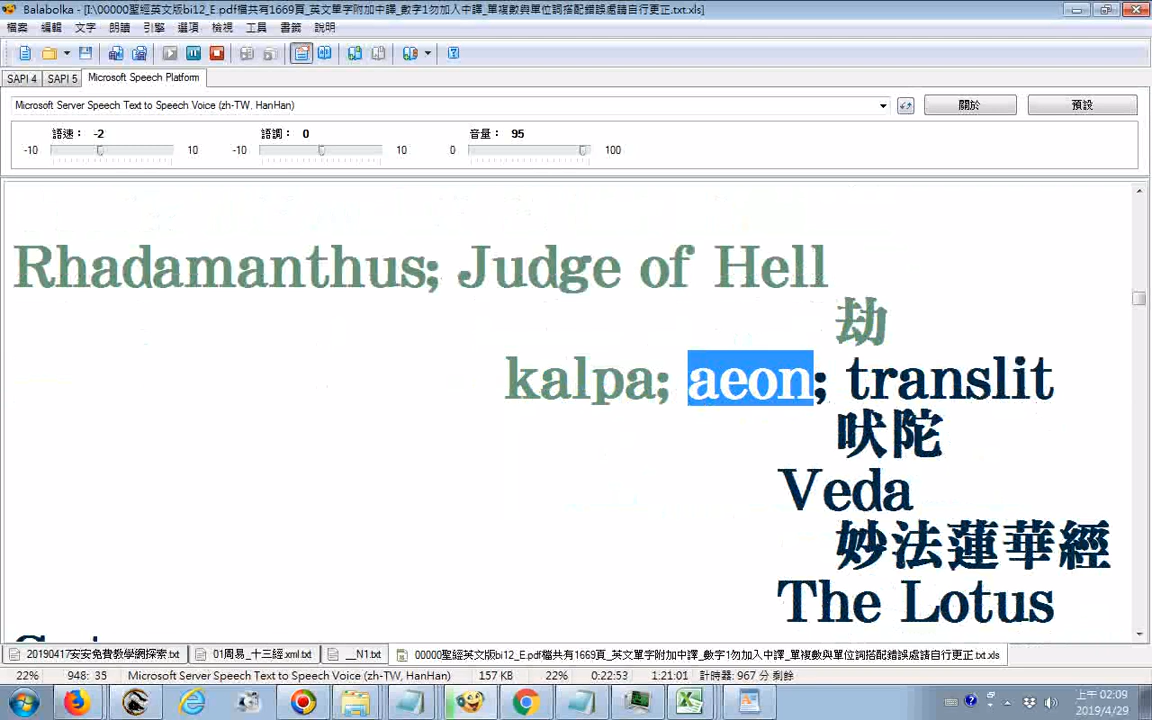 Balabolka - [I:\00000聖經英文版bi12_E.pdf檔共有1669頁_英文單字附加中譯_數字1勿加入中譯_單複數與單位詞搭配錯誤處請自行更正.txt.xls]
檔案 編輯 文字 朗讀 引擎 選項 檢視 工具 書籤 說明
SAPI 4 SAPI 5 Microsoft Speech Platform
Microsoft Server Speech Text to Speech Voice (zh-TW, HanHan) 關於 預設
語速： -2 語調： 0 音量： 95
-10 10 -10 10 0 100
Rhadamanthus; Judge of Hell
劫
kalpa; aeon; translit
吠陀
Veda
妙法蓮華經
The Lotus
20190417安安免費教學網探索.txt 01周易_十三經.xml.txt __N1.txt 00000聖經英文版bi12_E.pdf檔共有1669頁_英文單字附加中譯_數字1勿加入中譯_單複數與單位詞搭配錯誤處請自行更正.txt.xls
22% 948: 35 Microsoft Server Speech Text to Speech Voice (zh-TW, HanHan) 157 KB 22% 0:22:53 1:21:01 計時器: 967 分 剩餘
上午 02:09
2019/4/29